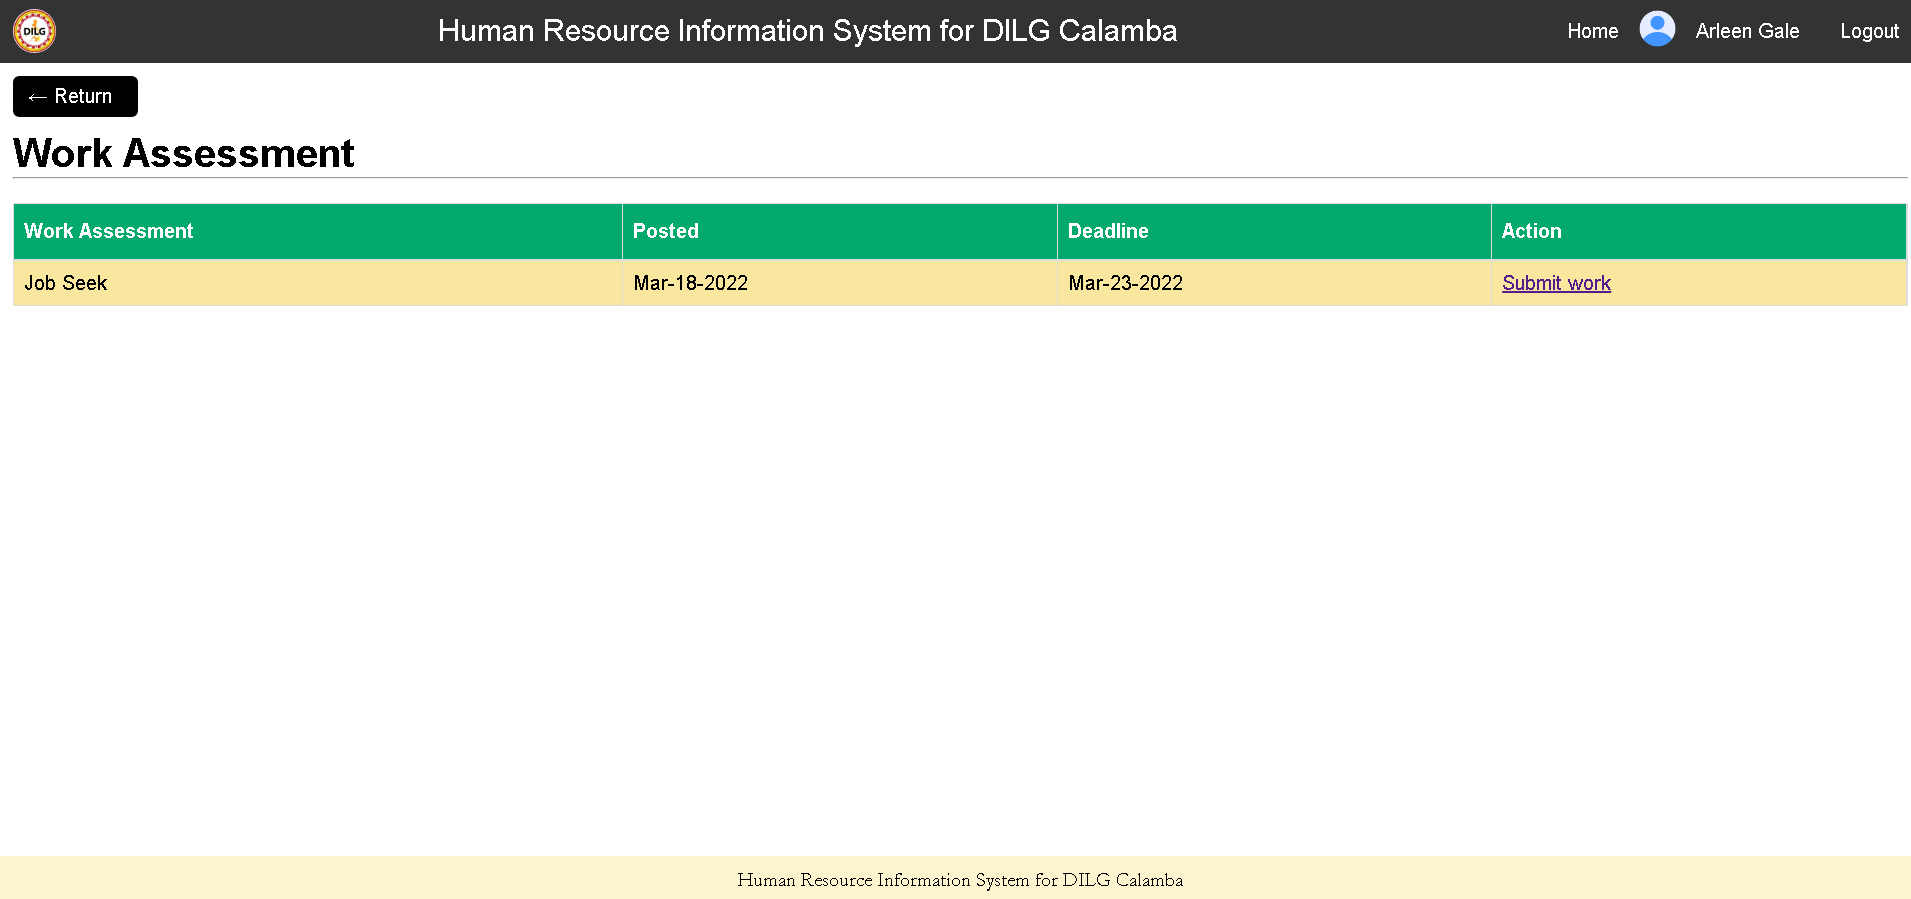 DILG
Human Resource Information System for DILG Calamba
Home
Arleen Gale
Logout
← Return
Work Assessment
Work Assessment Posted Deadline Action
Job Seek Mar-18-2022 Mar-23-2022 Submit work
Human Resource Information System for DILG Calamba